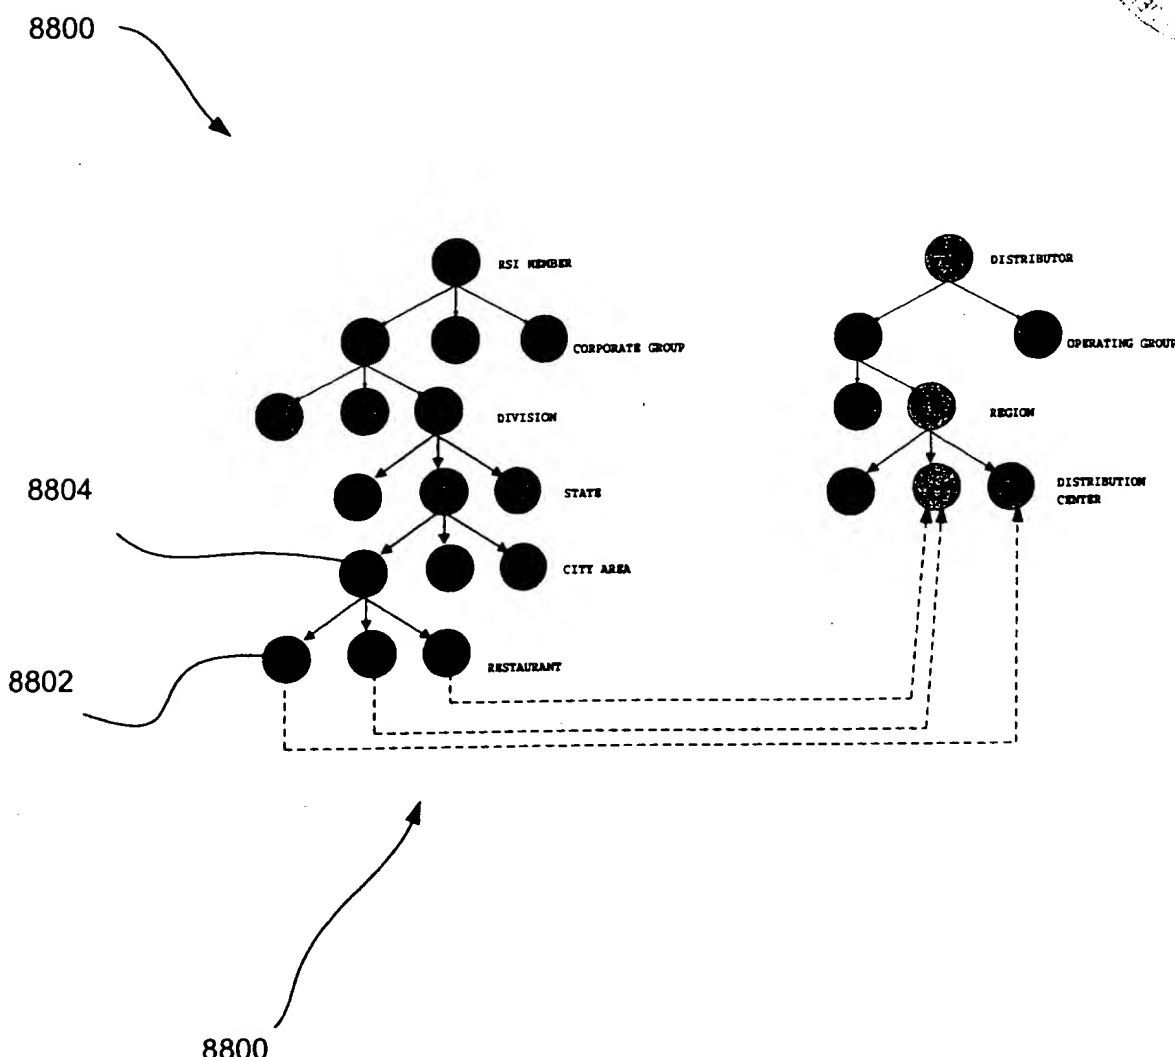 8800
RSI MEMBER
DISTRIBUTOR
CORPORATE GROUP
OPERATING GROUP
DIVISION
REGION
8804
STATE
DISTRIBUTION
CENTER
CITY AREA
8802
RESTAURANT
8800